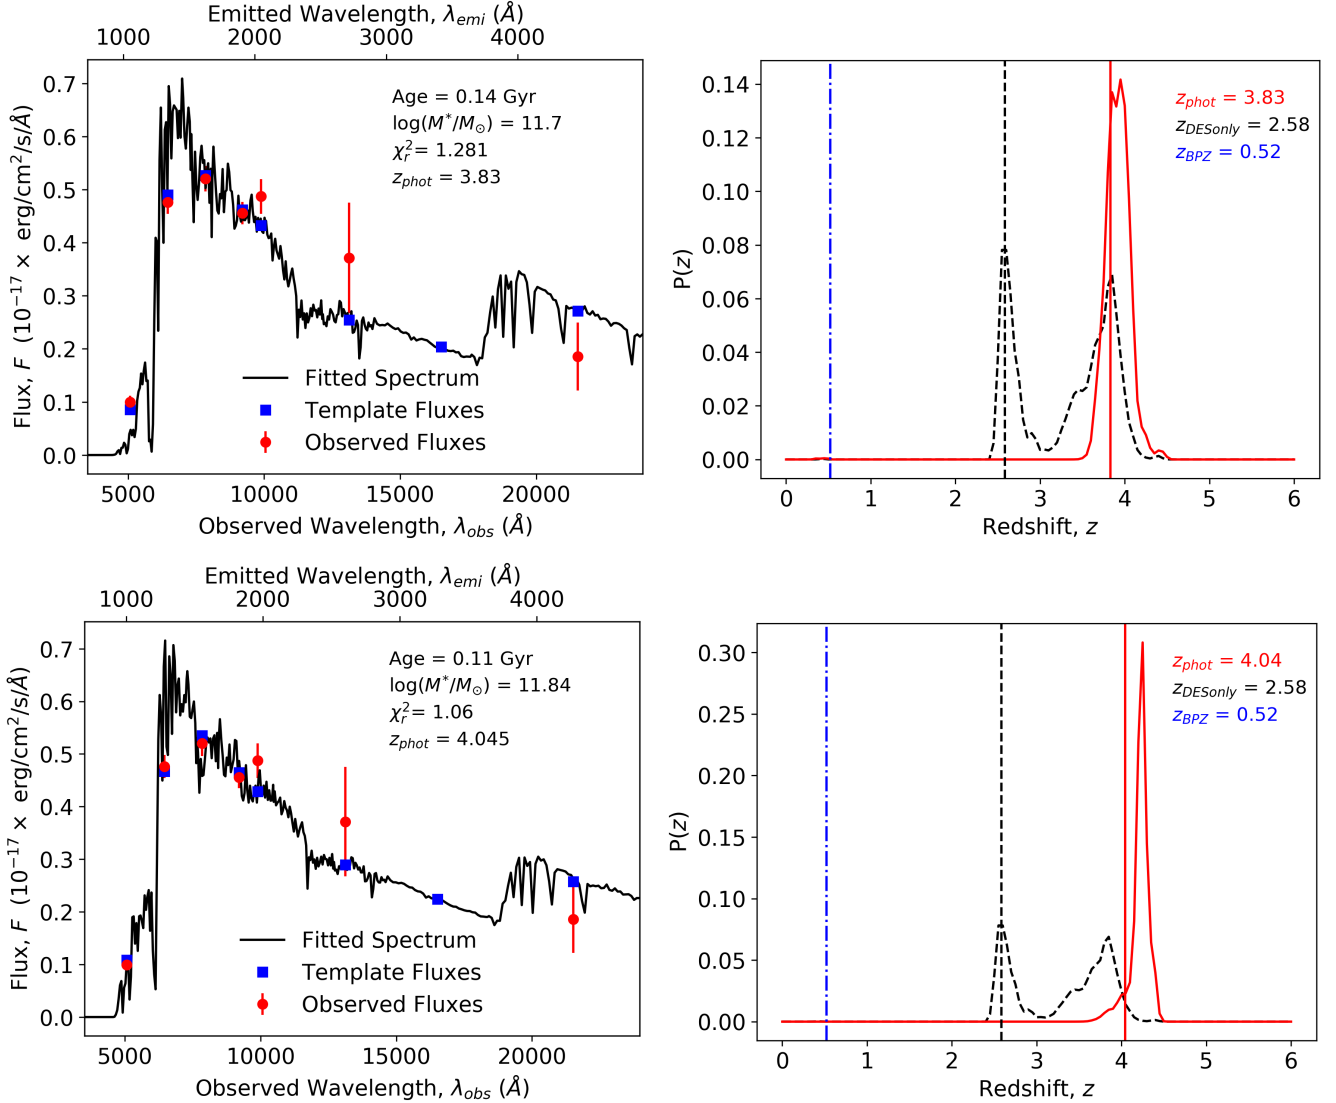 Emitted Wavelength, λemi (Å)
1000 2000 3000 4000
Flux, F (10−17 × erg/cm2/s/Å)
0.7
0.6
0.5
0.4
0.3
0.2
0.1
0.0
Age = 0.14 Gyr
log(M*/M⊙) = 11.7
χr2= 1.281
zphot = 3.83
Fitted Spectrum
Template Fluxes
Observed Fluxes
5000 10000 15000 20000
Observed Wavelength, λobs (Å)
P(z)
0.14
0.12
0.10
0.08
0.06
0.04
0.02
0.00
zphot = 3.83
zDESonly = 2.58
zBPZ = 0.52
0 1 2 3 4 5 6
Redshift, z
Emitted Wavelength, λemi (Å)
1000 2000 3000 4000
Flux, F (10−17 × erg/cm2/s/Å)
0.7
0.6
0.5
0.4
0.3
0.2
0.1
0.0
Age = 0.11 Gyr
log(M*/M⊙) = 11.84
χr2= 1.06
zphot = 4.045
Fitted Spectrum
Template Fluxes
Observed Fluxes
5000 10000 15000 20000
Observed Wavelength, λobs (Å)
P(z)
0.30
0.25
0.20
0.15
0.10
0.05
0.00
zphot = 4.04
zDESonly = 2.58
zBPZ = 0.52
0 1 2 3 4 5 6
Redshift, z